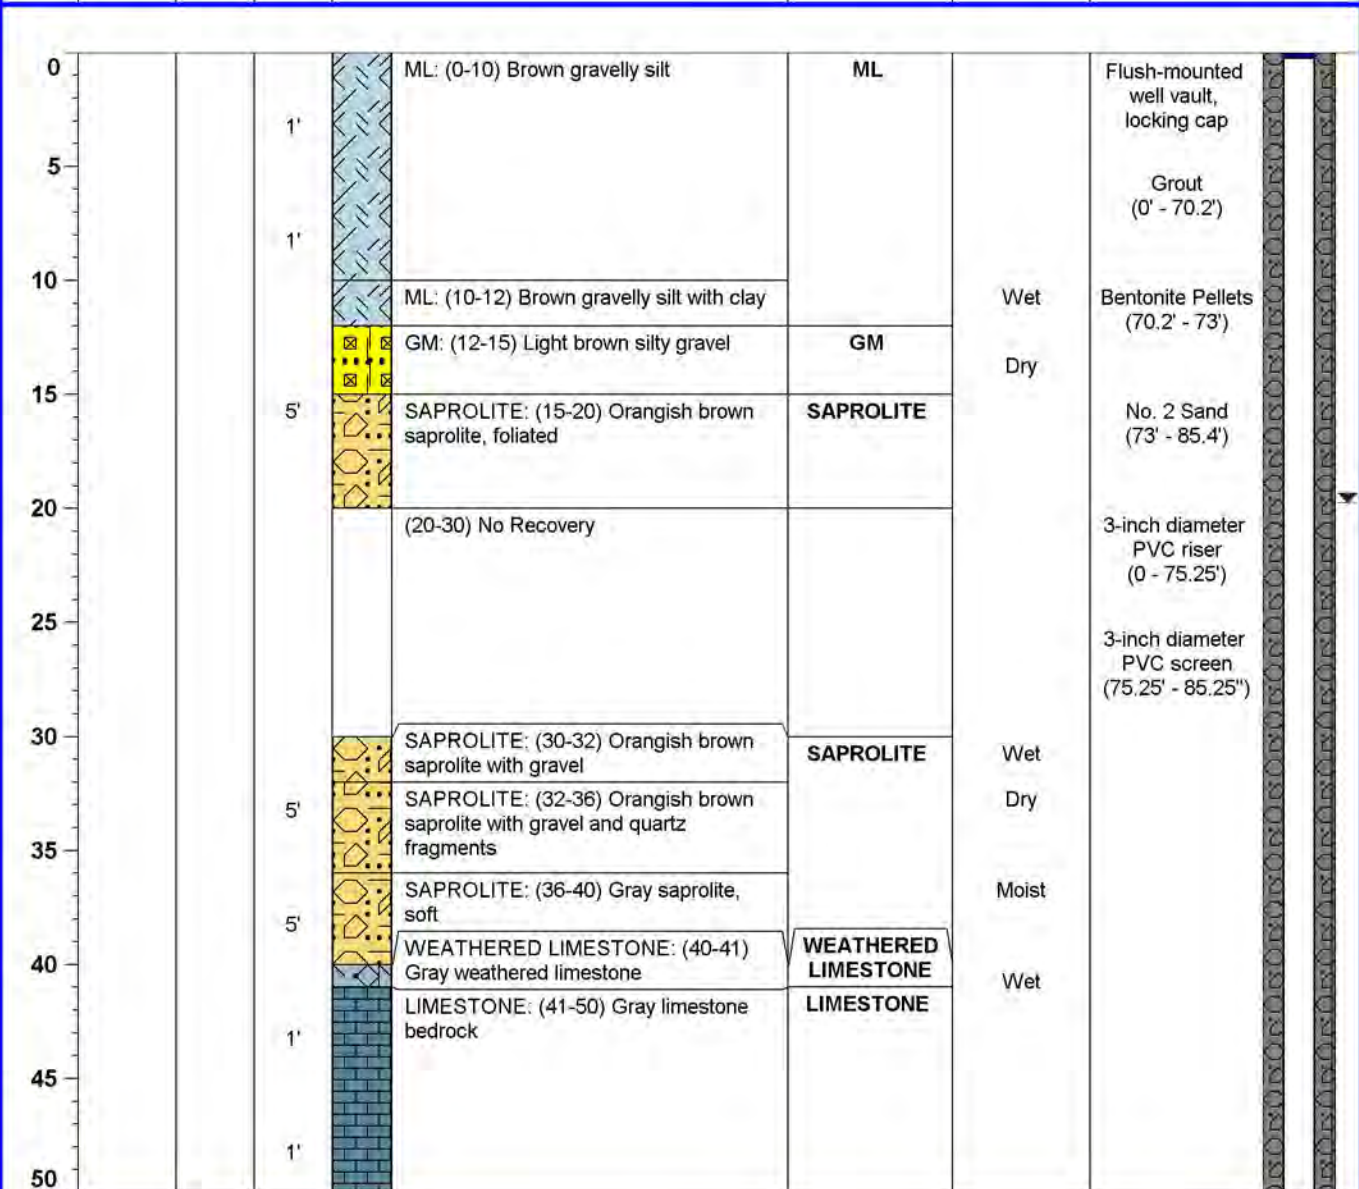 0
5
10
15
20
25
30
35
40
45
50
1'
1'
5'
5'
5'
1'
1'
ML: (0-10) Brown gravelly silt
ML: (10-12) Brown gravelly silt with clay
GM: (12-15) Light brown silty gravel
SAPROLITE: (15-20) Orangish brown
saprolite, foliated
(20-30) No Recovery
SAPROLITE: (30-32) Orangish brown
saprolite with gravel
SAPROLITE: (32-36) Orangish brown
saprolite with gravel and quartz
fragments
SAPROLITE: (36-40) Gray saprolite,
soft
WEATHERED LIMESTONE: (40-41)
Gray weathered limestone
LIMESTONE: (41-50) Gray limestone
bedrock
ML
GM
SAPROLITE
SAPROLITE
WEATHERED
LIMESTONE
LIMESTONE
Wet
Dry
Wet
Dry
Moist
Wet
Flush-mounted
well vault,
locking cap
Grout
(0' - 70.2')
Bentonite Pellets
(70.2' - 73')
No. 2 Sand
(73' - 85.4')
3-inch diameter
PVC riser
(0 - 75.25')
3-inch diameter
PVC screen
(75.25' - 85.25")